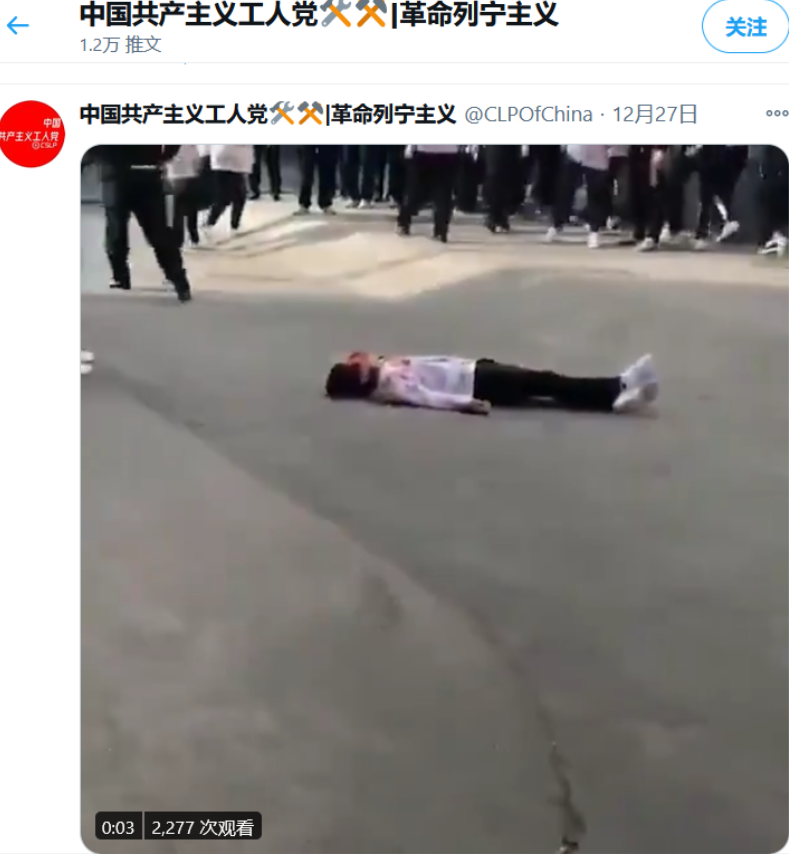 中国共产主义工人党🛠️⚒️|革命列宁主义
关注
1.2万 推文
中国共产主义工人党🛠️⚒️|革命列宁主义 @CLPOfChina · 12月27日
中国
共产主义工人党
@CSLP
0:03 2,277 次观看